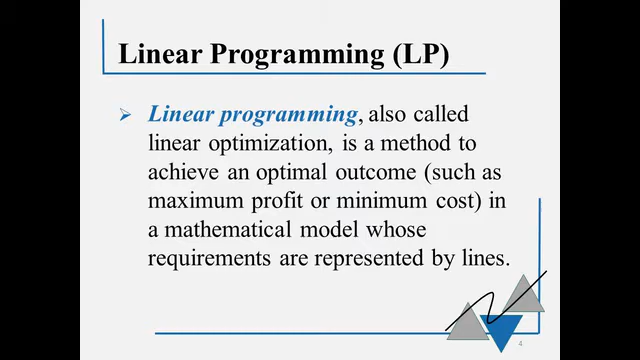 Linear Programming (LP)
Linear programming, also called
linear optimization, is a method to
achieve an optimal outcome (such as
maximum profit or minimum cost) in
a mathematical model whose
requirements are represented by lines.
4